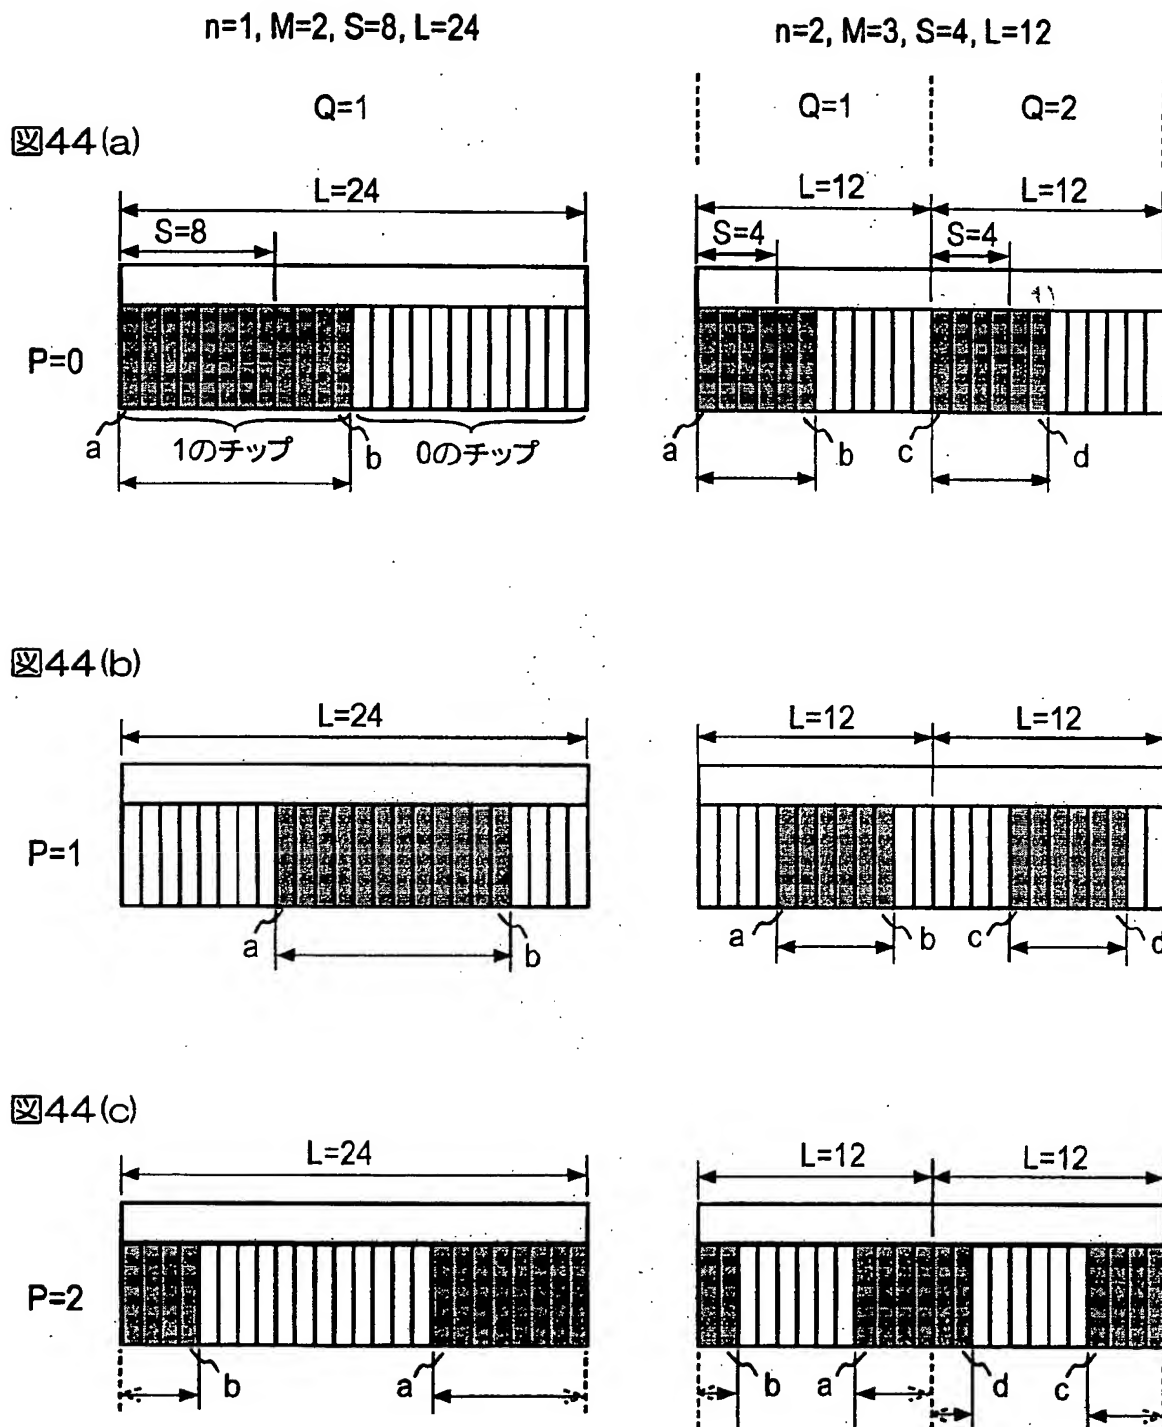 n=1, M=2, S=8, L=24
n=2, M=3, S=4, L=12
Q=1
Q=1
Q=2
図44(a)
L=24
L=12
L=12
S=8
S=4
S=4
P=0
a
1のチップ
b
0のチップ
a
b
c
d
図44(b)
L=24
L=12
L=12
P=1
a
b
a
b
c
d
図44(c)
L=24
L=12
L=12
P=2
b
a
b
a
d
c